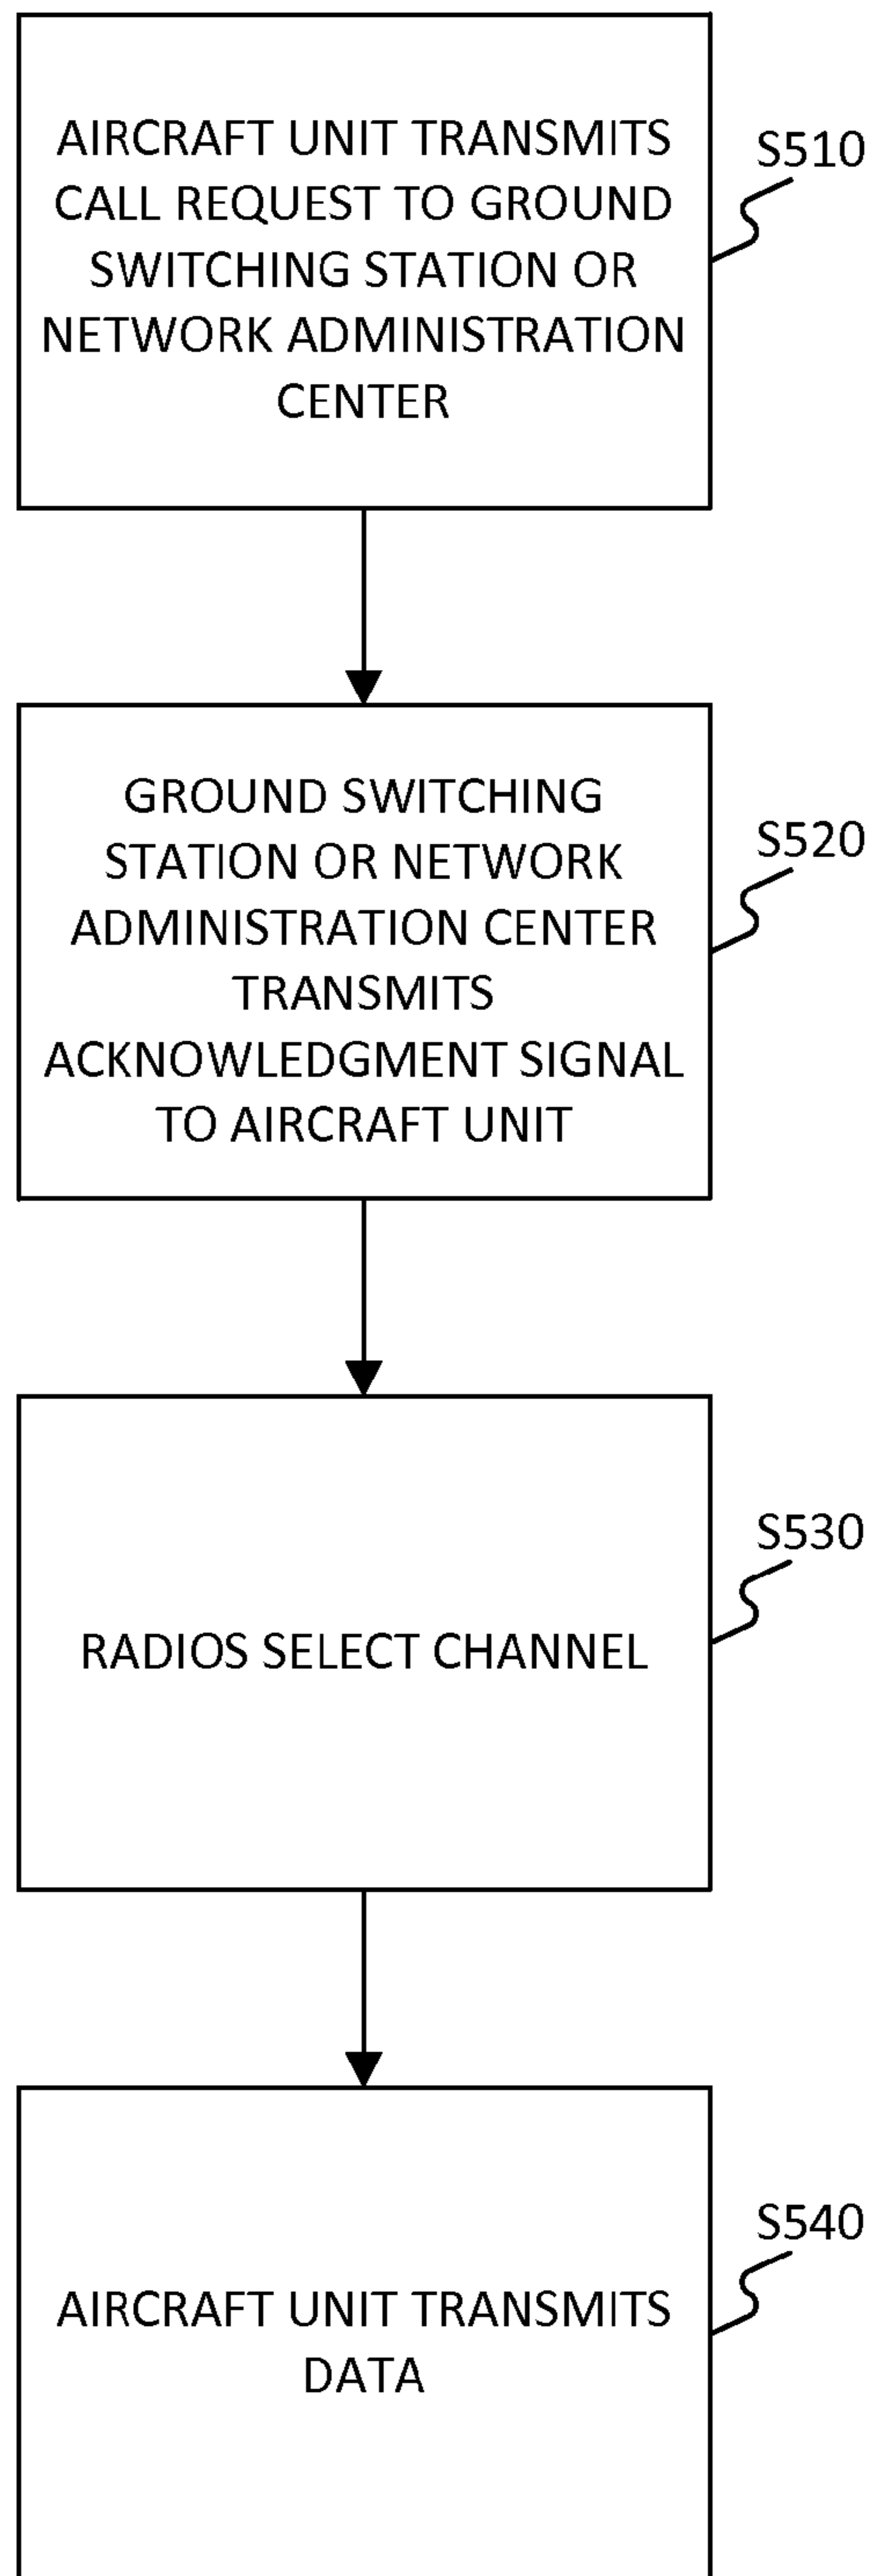 AIRCRAFT UNIT TRANSMITS
CALL REQUEST TO GROUND
SWITCHING STATION OR
NETWORK ADMINISTRATION
CENTER
S510
GROUND SWITCHING
STATION OR NETWORK
ADMINISTRATION CENTER
TRANSMITS
ACKNOWLEDGMENT SIGNAL
TO AIRCRAFT UNIT
S520
RADIOS SELECT CHANNEL
S530
AIRCRAFT UNIT TRANSMITS
DATA
S540